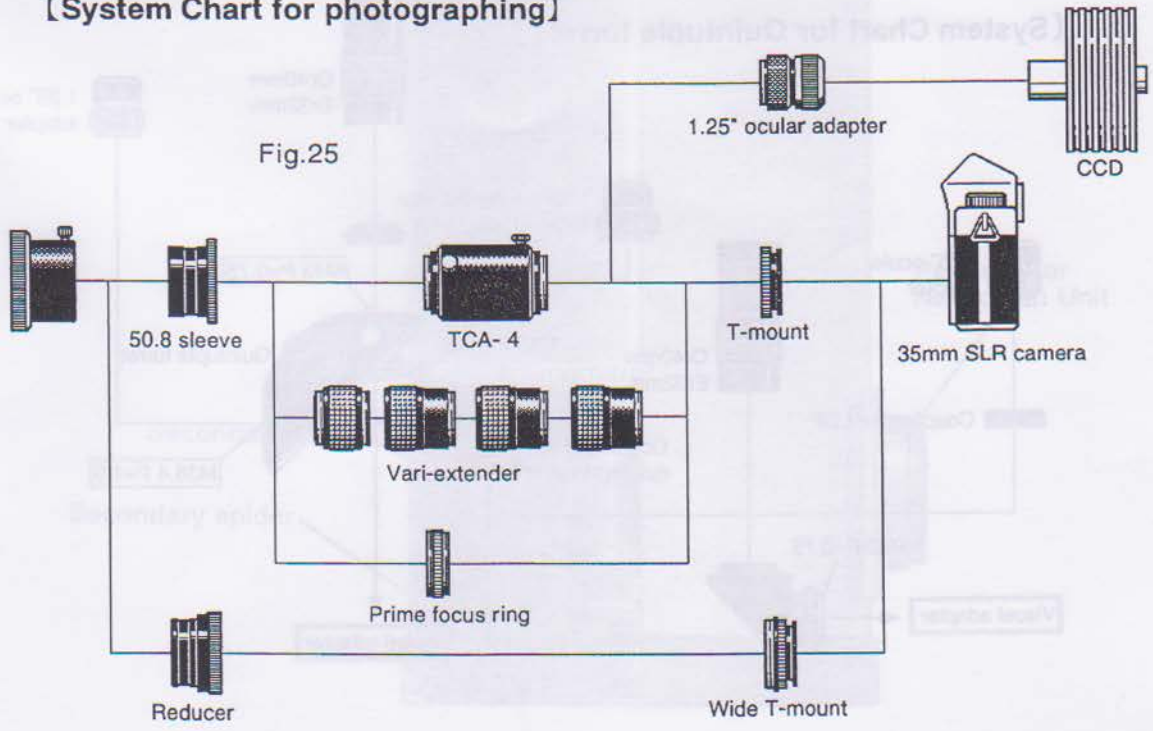 【System Chart for photographing】
Fig.25
1.25" ocular adapter
CCD
50.8 sleeve
TCA- 4
T-mount
35mm SLR camera
Vari-extender
Prime focus ring
Reducer
Wide T-mount